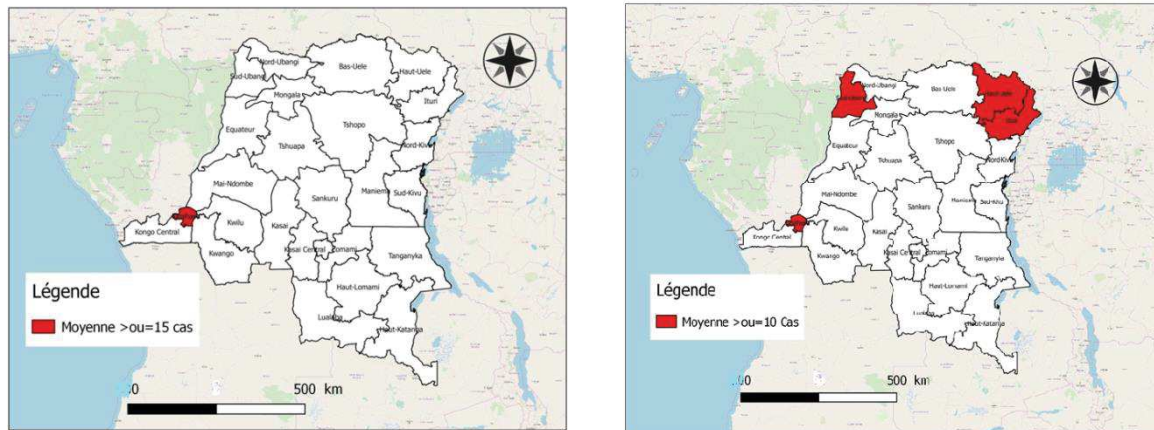 Nord-Ubangi
Bas-Uele
Haut-Uele
Sud-Ubangi
Mongala
Ituri
Equateur
Tshopo
Tshuapa
Nord-Kivu
Mai-Ndombe
Sankuru
Maniema
Sud-Kivu
Kongo Central
Kwilu
Kasai
Kwango
Kasai Central
Lomami
Tanganyka
Haut-Lomami
Lualaba
Haut-Katanga
Légende
Moyenne >ou=15 cas
500 km
Nord-Ubangi
Bas Uele
Mongala
Equateur
Tshopo
Tshuapa
Nord Kivu
Mai-Ndombe
Sankuru
Maniema
Sud-Kivu
Kongo Central
Kwilu
Kasai
Kwango
Kasai Central
Lomami
Tanganyka
Haut-Lomami
Lualaba
Haut-Katanga
Légende
Moyenne >ou=10 Cas
500 km